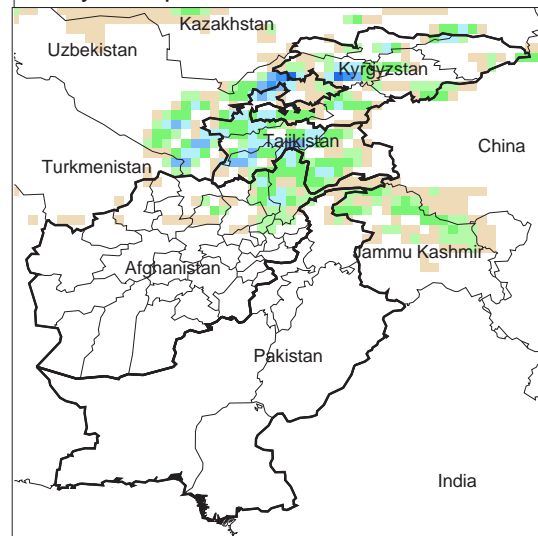 Kazakhstan
Uzbekistan
Kyrgyzstan
Tajikistan
China
Turkmenistan
Jammu Kashmir
Afghanistan
Pakistan
India